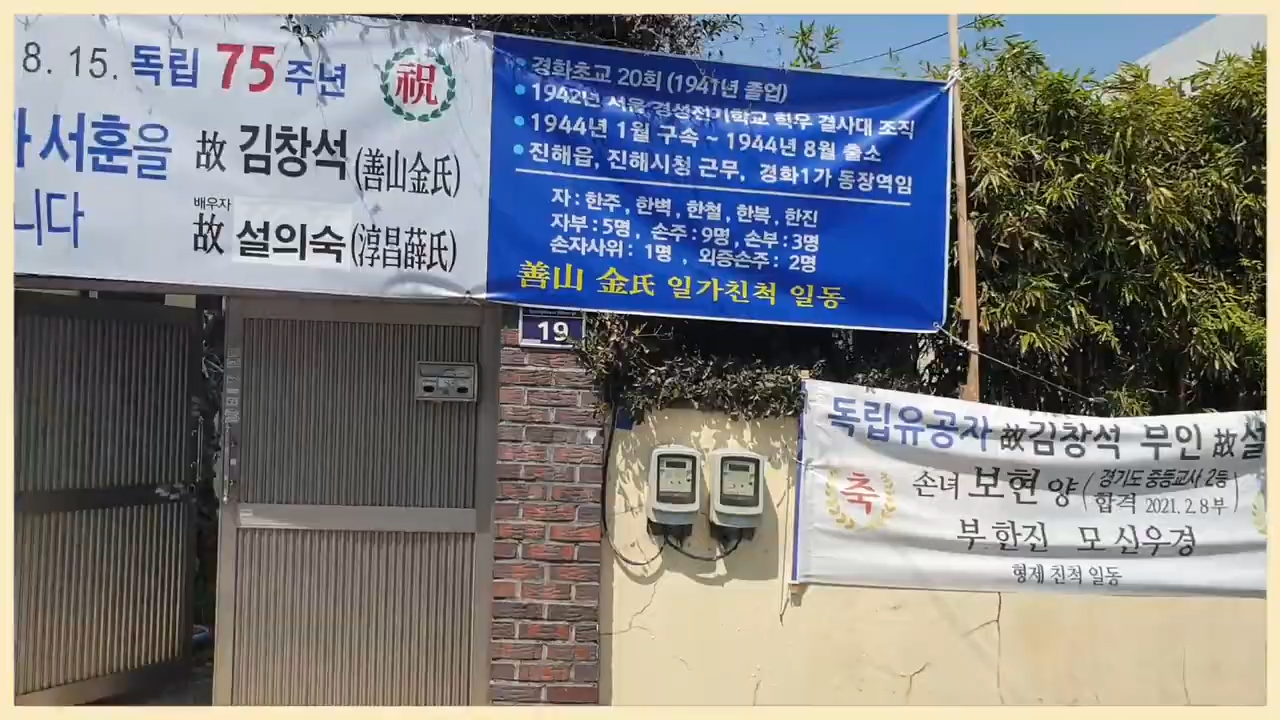 8. 15. 독립 75 주년 祝
서훈을 故 김창석 (善山金氏)
니다 배우자 故 설의숙 (淳昌薛氏)
경화초교 20회 (1941년 졸업)
1942년 서울 경성전기학교 학우 결사대 조직
1944년 1월 구속 - 1944년 8월 출소
진해읍, 진해시청 근무, 경화1가 동장역임
자 : 한주 , 한벽 , 한철 , 한복 , 한진
자부 : 5명 , 손주 : 9명 , 손부 : 3명
손자사위 : 1명 , 외증손주 : 2명
善山 金氏 일가친척 일동
19
독립유공자 故김창석 부인 故설
축 손녀 보현 양 (경기도 중등교사 2등
합격 2021. 2. 8부)
부 한진 모 신우경
형제 친척 일동